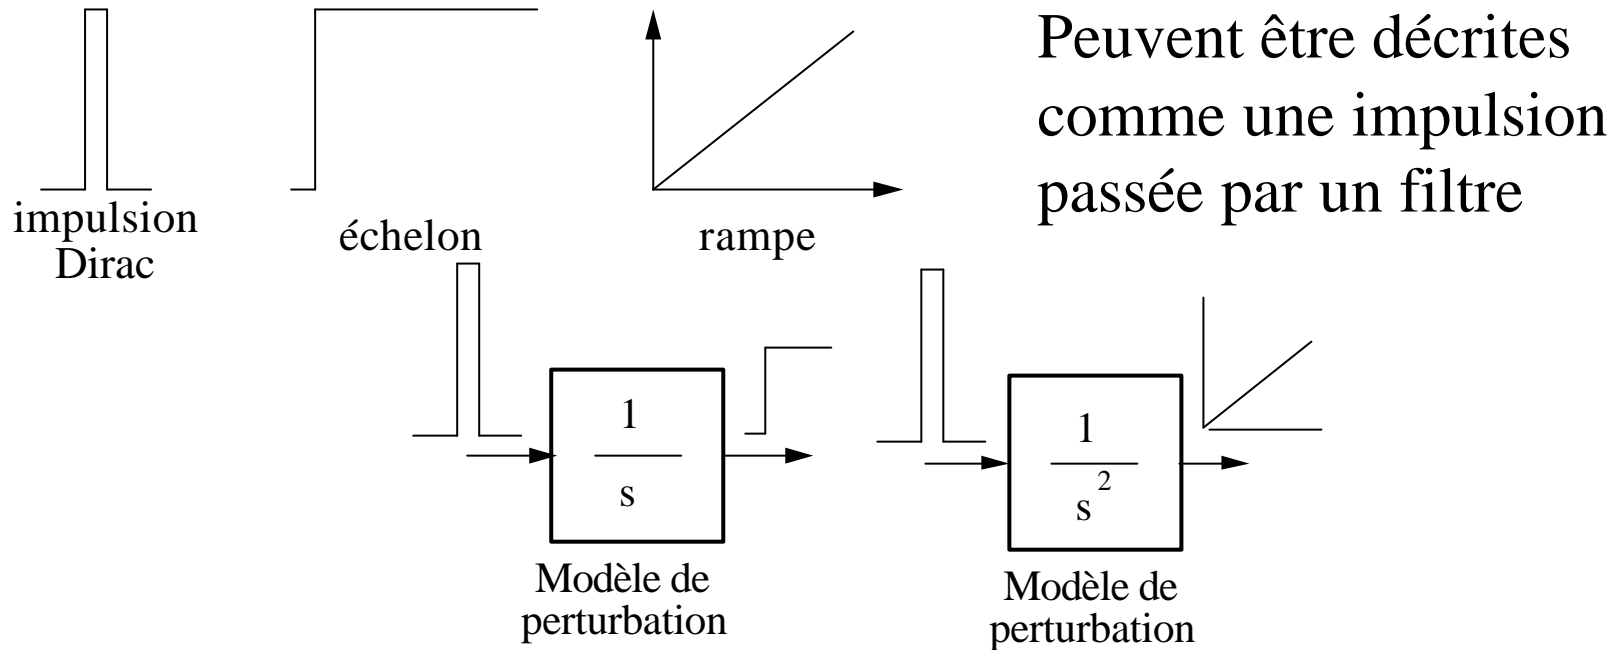 Peuvent être décrites
comme une impulsion
passée par un filtre
impulsion
Dirac
échelon
rampe
1
s
Modèle de
perturbation
1
s 2
Modèle de
perturbation